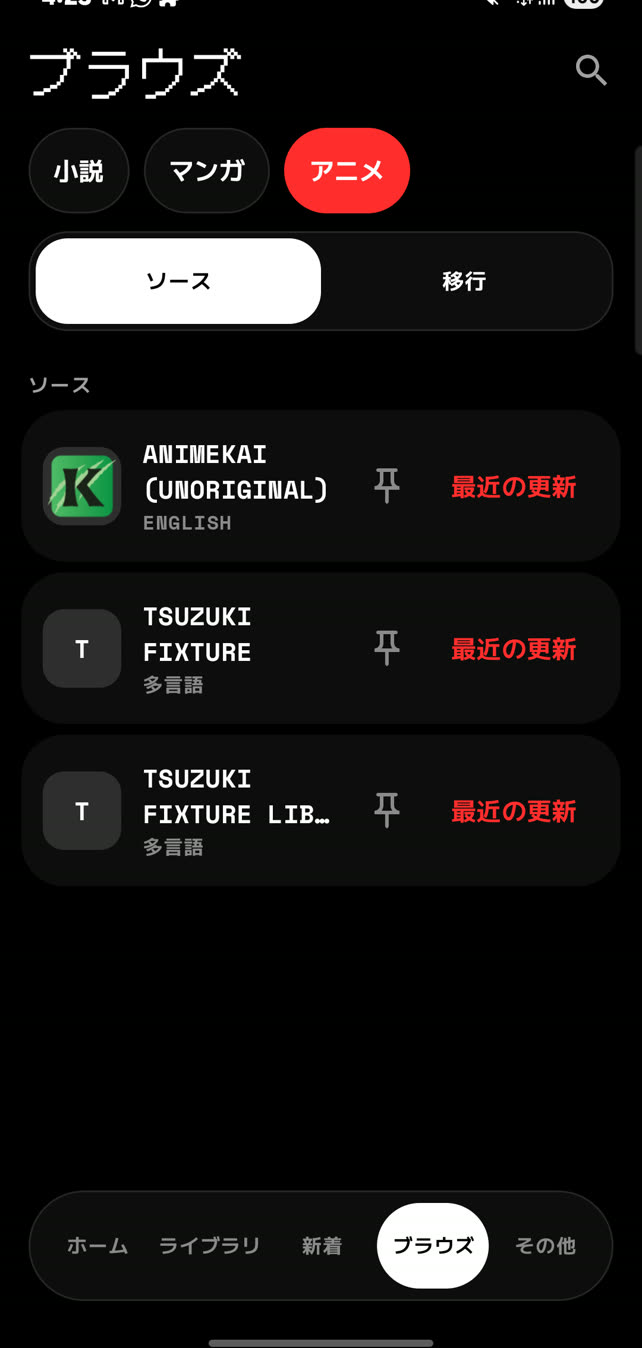 ブラウズ
小説
マンガ
アニメ
ソース
移行
ソース
ANIMEKAI
(UNORIGINAL)
ENGLISH
最近の更新
K
T
TSUZUKI
FIXTURE
多言語
最近の更新
T
TSUZUKI
FIXTURE LIB…
多言語
最近の更新
ホーム
ライブラリ
新着
ブラウズ
その他